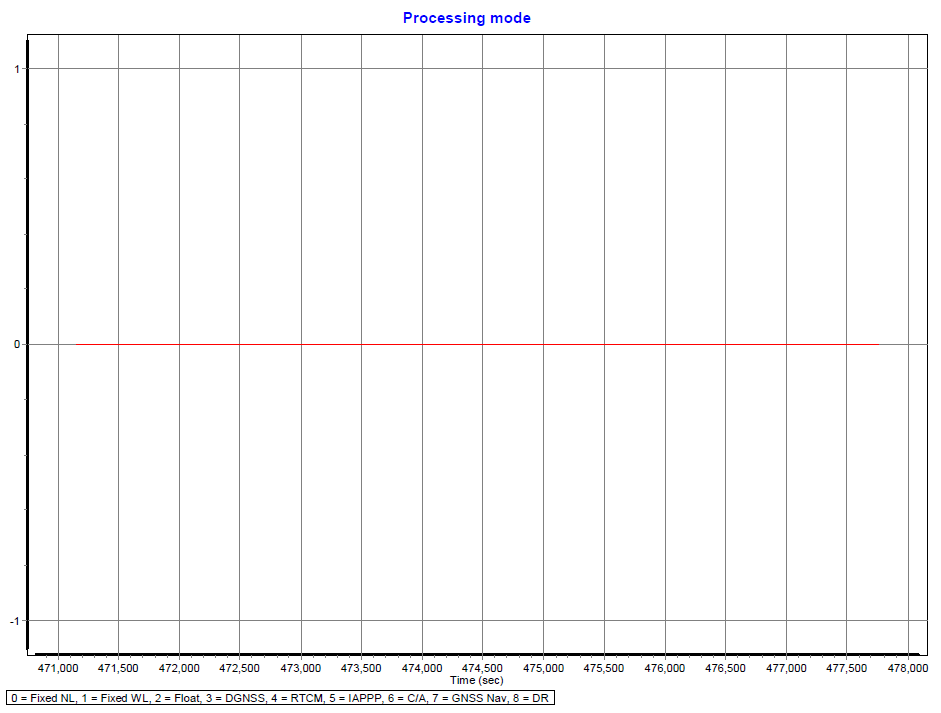 Processing mode
1
0
-1
471,000 471,500 472,000 472,500 473,000 473,500 474,000 474,500 475,000 475,500 476,000 476,500 477,000 477,500 478,000
Time (sec)
0 = Fixed NL, 1 = Fixed WL, 2 = Float, 3 = DGNSS, 4 = RTCM, 5 = IAPPP, 6 = C/A, 7 = GNSS Nav, 8 = DR